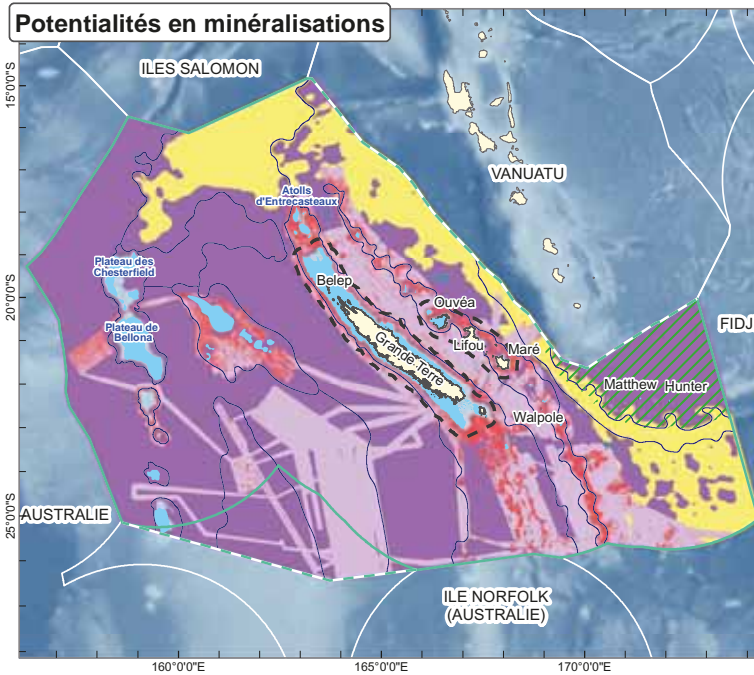 Potentialités en minéralisations
ILES SALOMON
15°0'0"S
VANUATU
Atolls
d'Entrecasteaux
Plateau des
Chesterfield
Belep
Ouvéa
20°0'0"S
FIDJ
Plateau de
Bellona
Lifou
Maré
Grande-Terre
Matthew
Hunter
Walpole
25°0'0"S
AUSTRALIE
ILE NORFOLK
(AUSTRALIE)
160°0'0"E
165°0'0"E
170°0'0"E